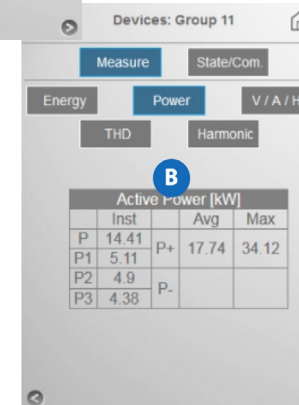 Devices: Group 11
Measure State/Com.
Energy Power V / A / H
THD Harmonic
B
Active Power [kW]
Inst Avg Max
P 14.41 P+ 17.74 34.12
P1 5.11
P2 4.9 P-
P3 4.38